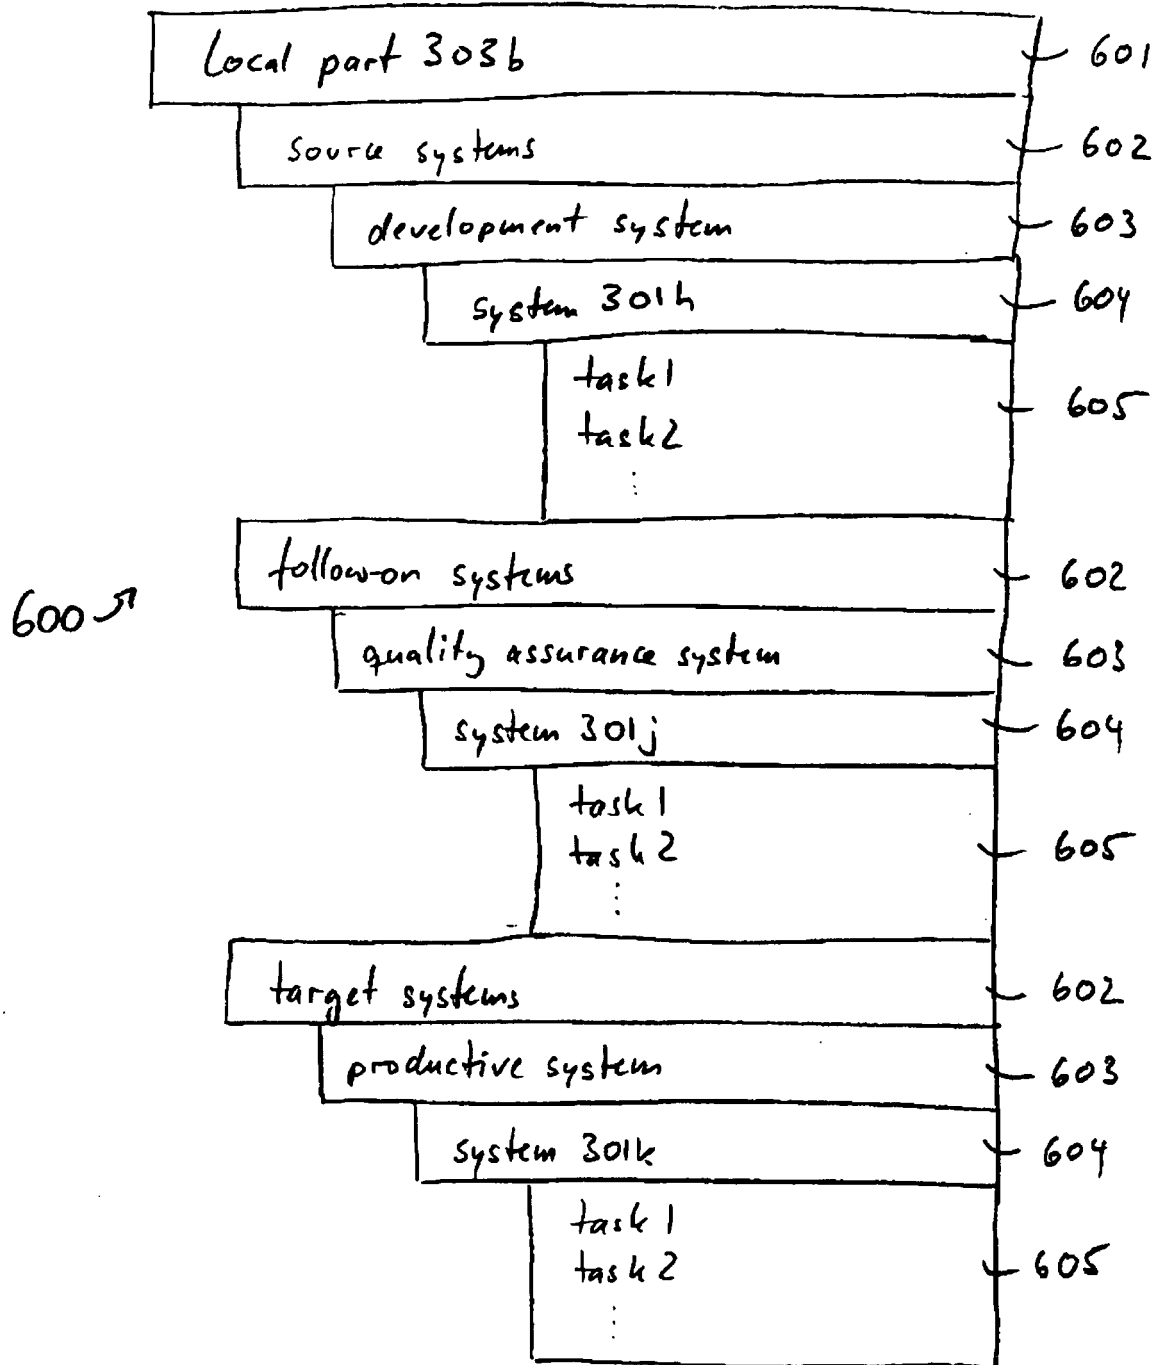 Local part 303b 601
source systems 602
development system 603
system 301h 604
task1
605
task2
follow-on systems 602
600
quality assurance system 603
system 301j 604
task 1
task 2 605
target systems 602
productive system 603
system 301k 604
task 1
task 2 605